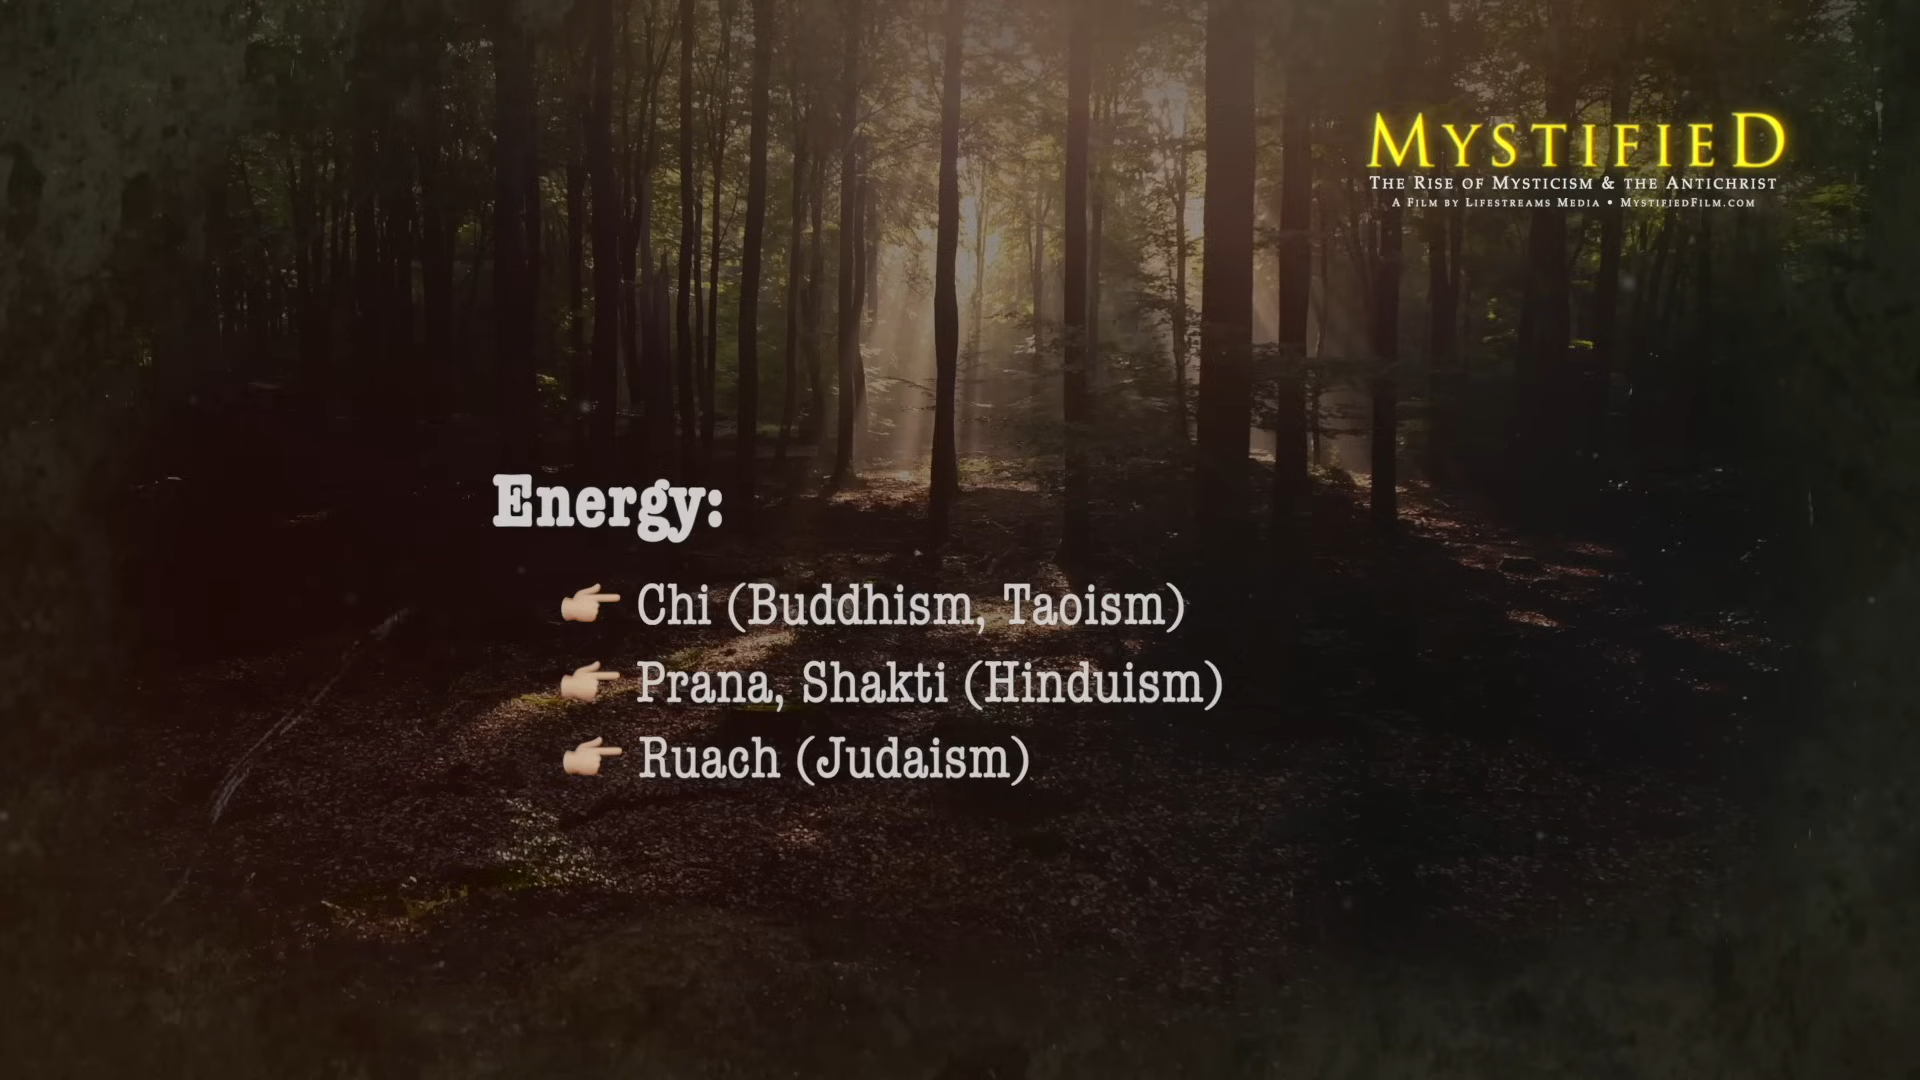 MYSTIFIED
THE RISE OF MYSTICISM & THE ANTICHRIST
A FILM BY LIFESTREAMS MEDIA • MYSTIFIEDFILM.COM
Energy:
Chi (Buddhism, Taoism)
Prana, Shakti (Hinduism)
Ruach (Judaism)